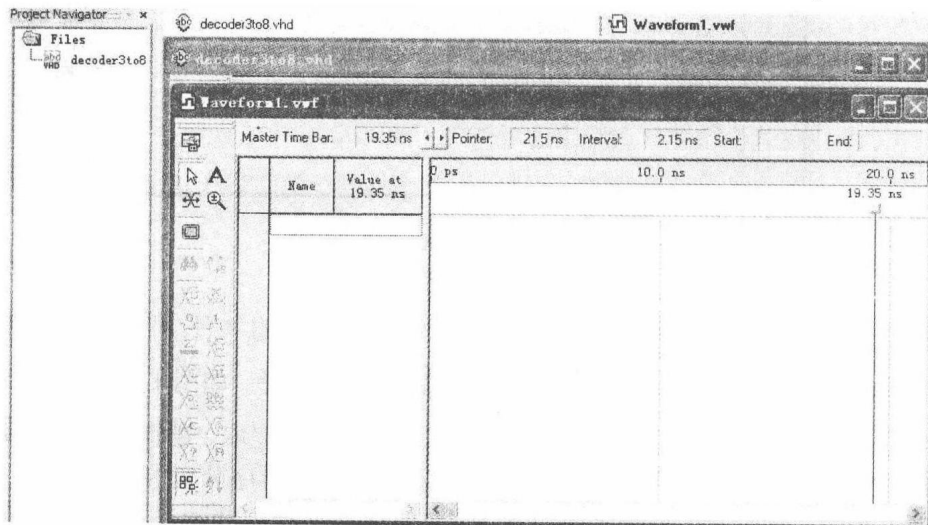 Project Navigator
Files
decoder3to8
decoder3to8.vhd
Waveform1.vwf
decoder3to8.vhd
Waveform1.vwf
Master Time Bar: 19.35 ns Pointer: 21.5 ns Interval: 2.15 ns Start: End:
Name
Value at
19.35 ns
0 ps 10.0 ns 20.0 ns
19.35 ns